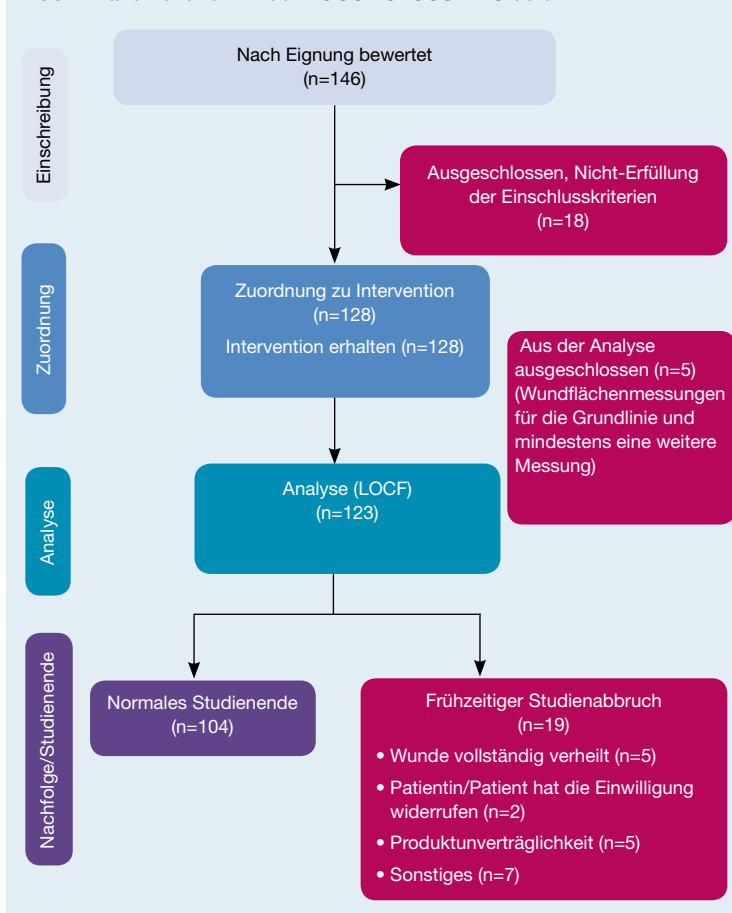 Einschreibung
Nach Eignung bewertet
(n=146)
Ausgeschlossen, Nicht-Erfüllung
der Einschlusskriterien
(n=18)
Zuordnung
Zuordnung zu Intervention
(n=128)
Intervention erhalten (n=128)
Aus der Analyse
ausgeschlossen (n=5)
(Wundflächenmessungen
für die Grundlinie und
mindestens eine weitere
Messung)
Analyse
Analyse (LOCF)
(n=123)
Nachfolge/Studienende
Normales Studienende
(n=104)
Frühzeitiger Studienabbruch
(n=19)
• Wunde vollständig verheilt (n=5)
• Patientin/Patient hat die Einwilligung
widerrufen (n=2)
• Produktunverträglichkeit (n=5)
• Sonstiges (n=7)